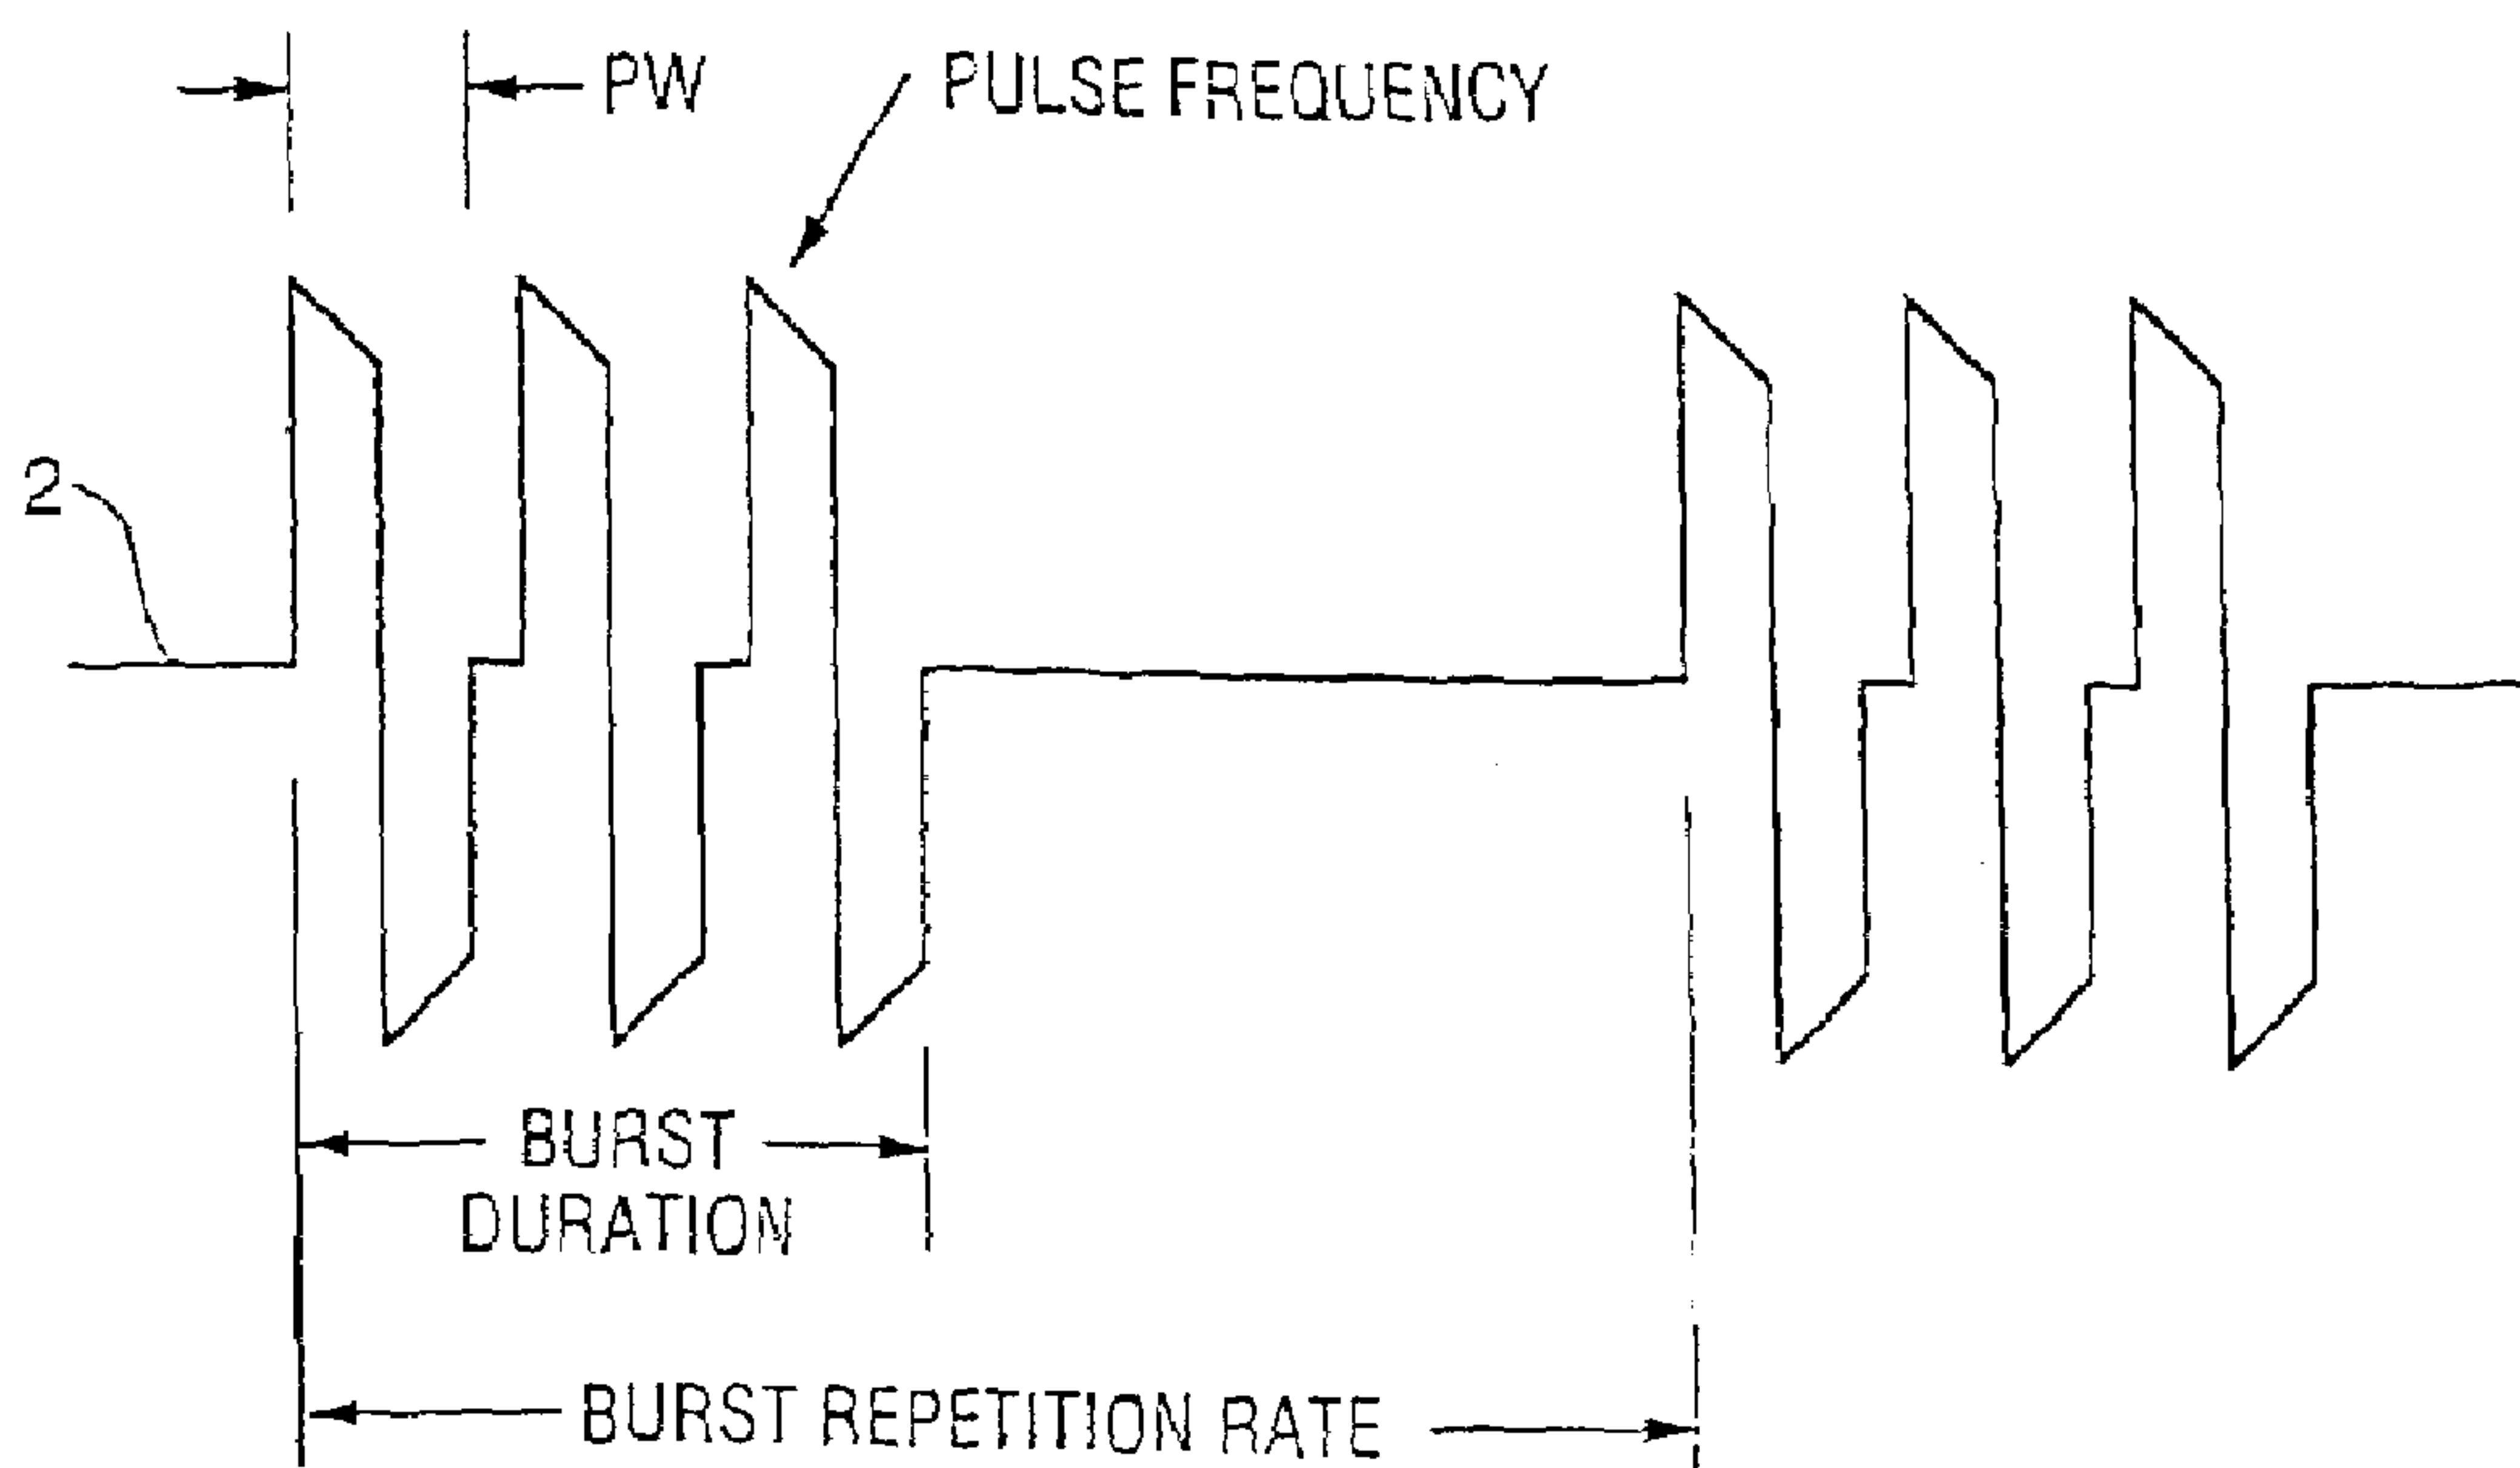 PW
PULSE FREQUENCY
2
BURST
DURATION
BURST REPETITION RATE